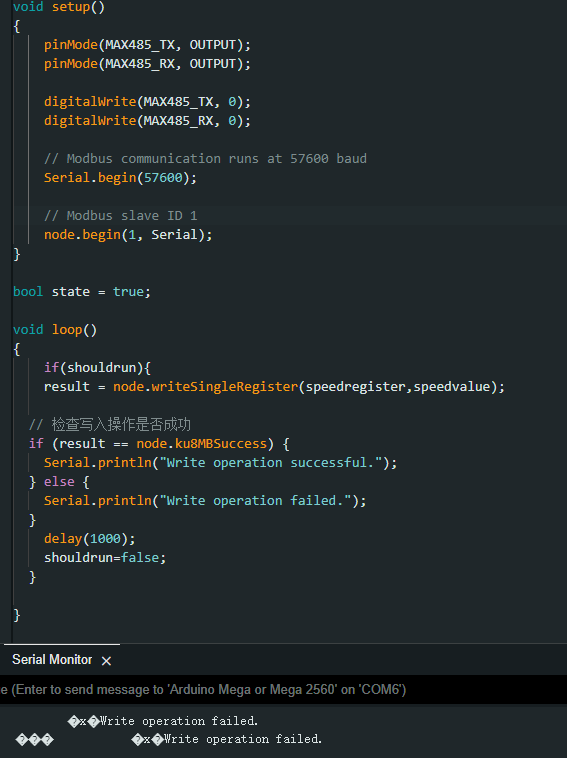 void setup()
{
pinMode(MAX485_TX, OUTPUT);
pinMode(MAX485_RX, OUTPUT);
digitalWrite(MAX485_TX, 0);
digitalWrite(MAX485_RX, 0);
// Modbus communication runs at 57600 baud
Serial.begin(57600);
// Modbus slave ID 1
node.begin(1, Serial);
}
bool state = true;
void loop()
{
if(shouldrun){
result = node.writeSingleRegister(speedregister,speedvalue);
// 检查写入操作是否成功
if (result == node.ku8MBSuccess) {
Serial.println("Write operation successful.");
} else {
Serial.println("Write operation failed.");
}
delay(1000);
shouldrun=false;
}
}
Serial Monitor ×
e (Enter to send message to 'Arduino Mega or Mega 2560' on 'COM6')
�x�Write operation failed.
��� �x�Write operation failed.